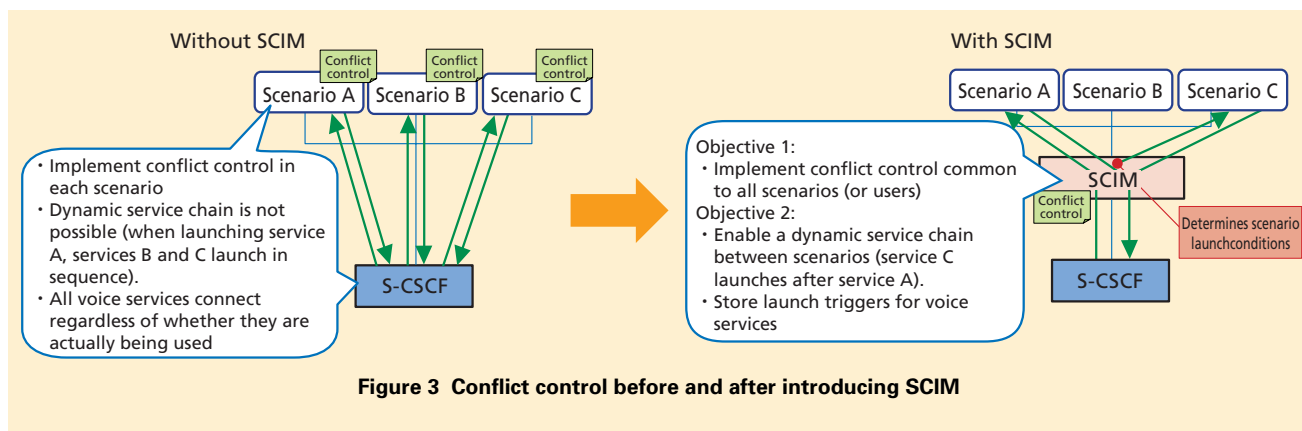 Without SCIM
Conflict
control
Conflict
control
Conflict
control
Scenario A
Scenario B
Scenario C
・Implement conflict control in
each scenario
・Dynamic service chain is not
possible (when launching service
A, services B and C launch in
sequence).
・All voice services connect
regardless of whether they are
actually being used
S-CSCF
With SCIM
Scenario A
Scenario B
Scenario C
Objective 1:
・Implement conflict control common
to all scenarios (or users)
Objective 2:
・Enable a dynamic service chain
between scenarios (service C
launches after service A).
・Store launch triggers for voice
services
SCIM
Conflict
control
Determines scenario
launchconditions
S-CSCF
Figure 3 Conflict control before and after introducing SCIM